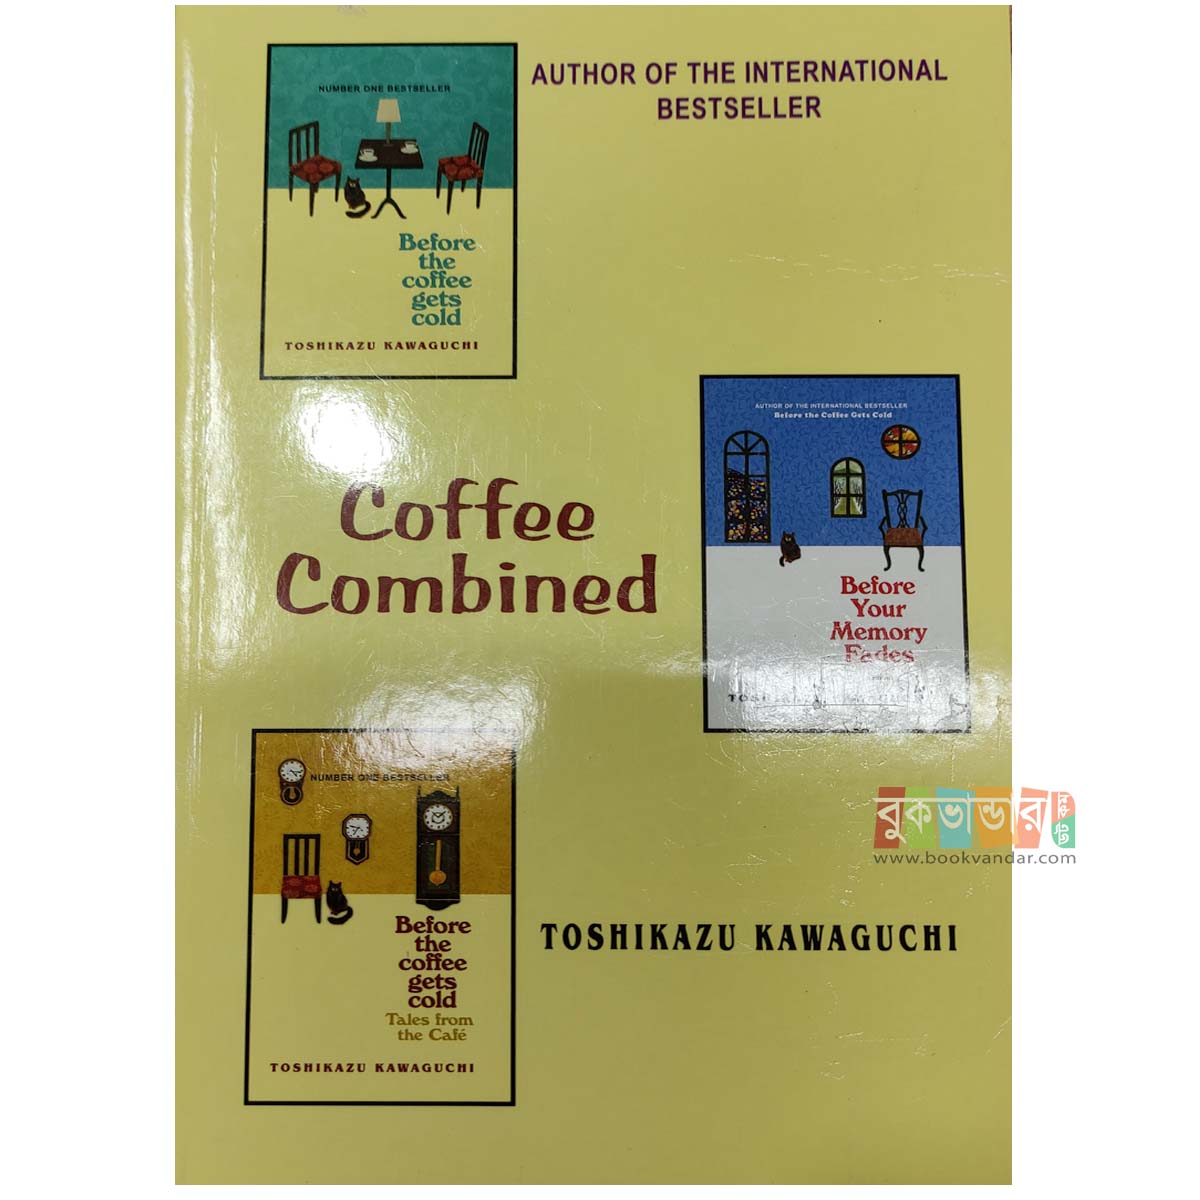 AUTHOR OF THE INTERNATIONAL
BESTSELLER
NUMBER ONE BESTSELLER
Before
the
coffee
gets
cold
TOSHIKAZU KAWAGUCHI
AUTHOR OF THE INTERNATIONAL BESTSELLER
Before the Coffee Gets Cold
Before
Your
Memory
Fades
Coffee
Combined
NUMBER ONE BESTSELLER
Before
the
coffee
gets
cold
Tales from
the Café
TOSHIKAZU KAWAGUCHI
বুকভান্ডার
ডটকম
www.bookvandar.com
TOSHIKAZU KAWAGUCHI